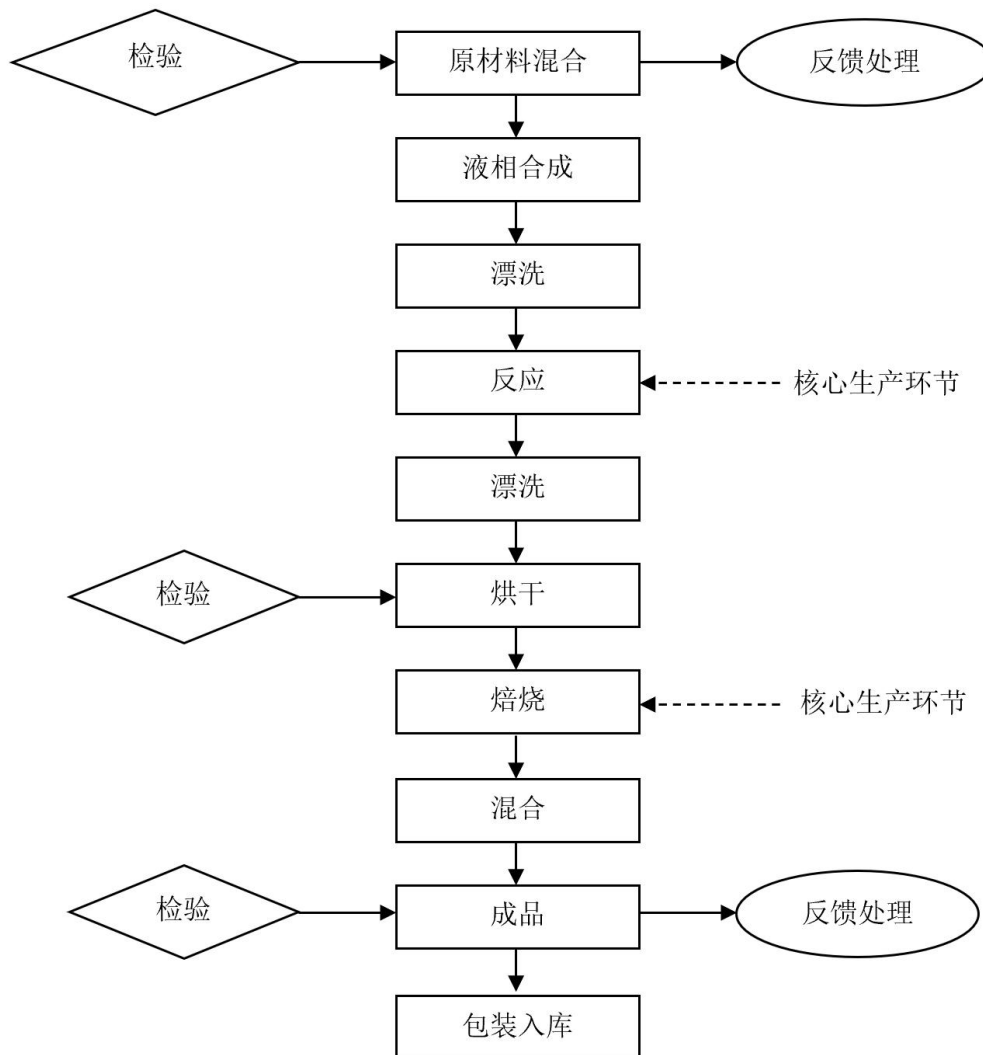 检验
原材料混合
反馈处理
液相合成
漂洗
反应
核心生产环节
漂洗
检验
烘干
焙烧
核心生产环节
混合
检验
成品
反馈处理
包装入库